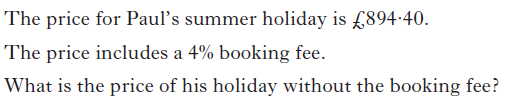 The price for Paul’s summer holiday is £894·40.
The price includes a 4% booking fee.
What is the price of his holiday without the booking fee?